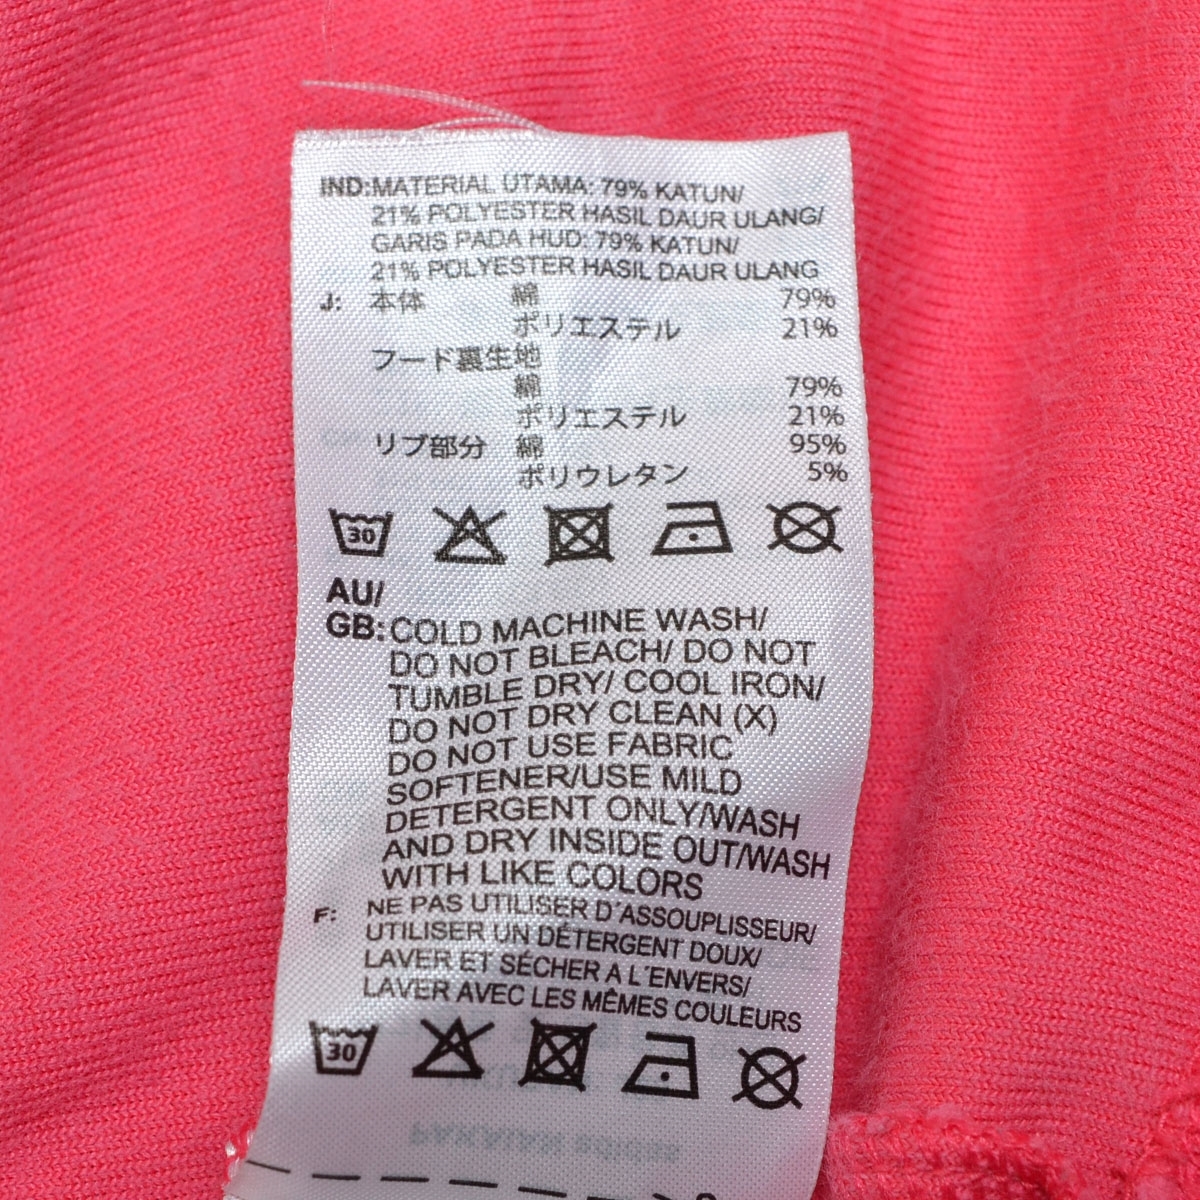 IND:MATERIAL UTAMA: 79% KATUN/
21% POLYESTER HASIL DAUR ULANG/
GARIS PADA HUD: 79% KATUN/
21% POLYESTER HASIL DAUR ULANG
J: 本体 綿 79%
ポリエステル 21%
フード裏生地
綿 79%
ポリエステル 21%
リブ部分 綿 95%
ポリウレタン 5%
30
AU/
GB: COLD MACHINE WASH/
DO NOT BLEACH/ DO NOT
TUMBLE DRY/ COOL IRON/
DO NOT DRY CLEAN (X)
DO NOT USE FABRIC
SOFTENER/USE MILD
DETERGENT ONLY/WASH
AND DRY INSIDE OUT/WASH
WITH LIKE COLORS
F: NE PAS UTILISER D´ASSOUPLISSEUR/
UTILISER UN DÉTERGENT DOUX/
LAVER ET SÉCHER A L´ENVERS/
LAVER AVEC LES MÊMES COULEURS
30